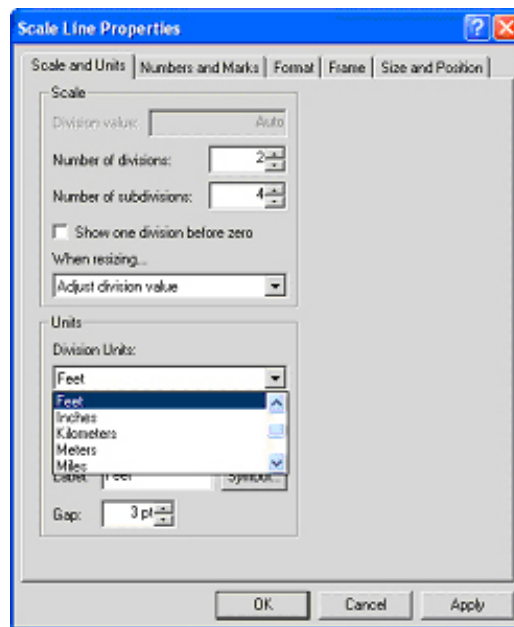 Scale Line Properties
Scale and Units Numbers and Marks Format Frame Size and Position
Scale
Division value: Auto
Number of divisions: 2
Number of subdivisions: 4
Show one division before zero
When resizing...
Adjust division value
Units
Division Units:
Feet
Feet
Inches
Kilometers
Meters
Miles
Label: Feet Symbol...
Gap: 3 pt
OK Cancel Apply